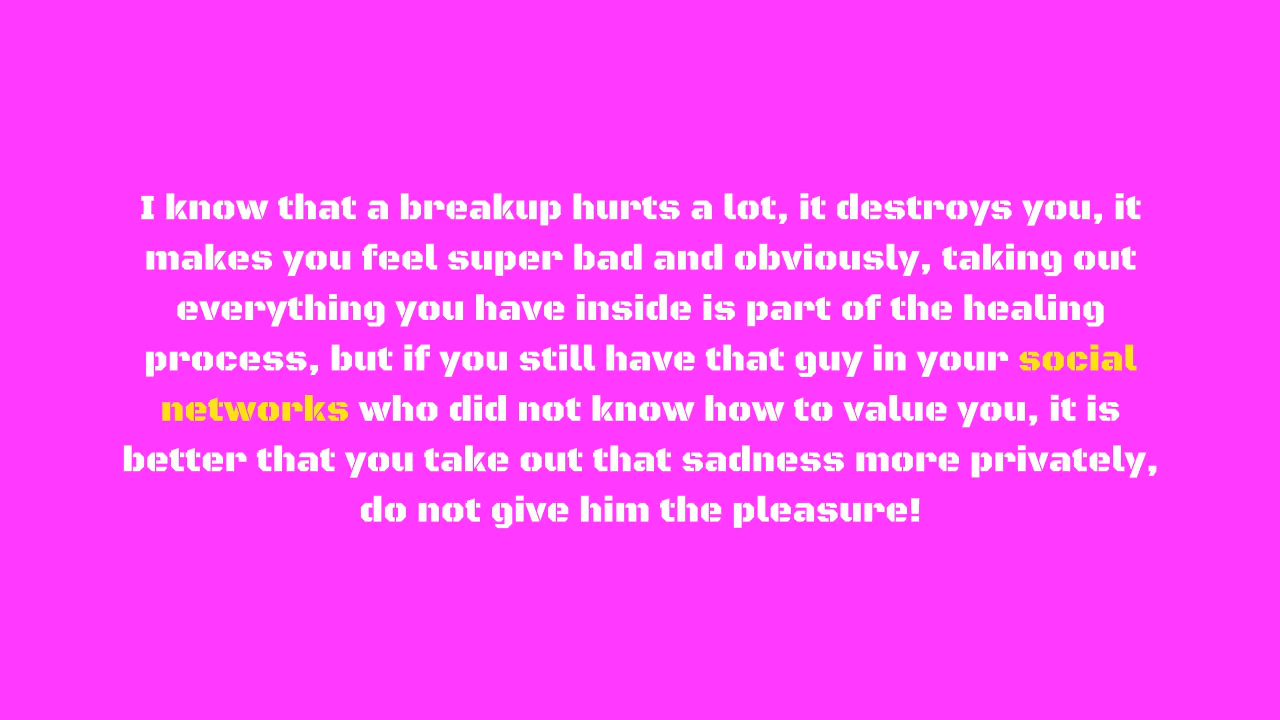 I know that a breakup hurts a lot, it destroys you, it
makes you feel super bad and obviously, taking out
everything you have inside is part of the healing
process, but if you still have that guy in your social
networks who did not know how to value you, it is
better that you take out that sadness more privately,
do not give him the pleasure!